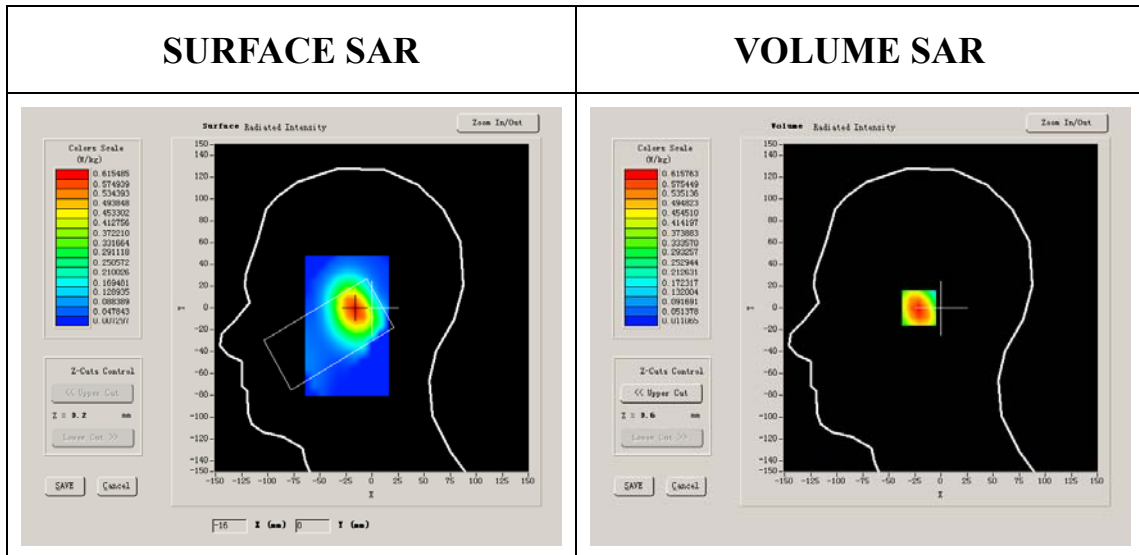 SURFACE SAR
VOLUME SAR
Surface Radiated Intensity
Zoom In/Out
Colors Scale
(W/kg)
0.615485
0.574939
0.534393
0.493848
0.453302
0.412756
0.372210
0.331664
0.291118
0.250572
0.210026
0.169481
0.128935
0.088389
0.047843
0.007297
150
140
120
100
80
60
40
20
0
-20
-40
-60
-80
-100
-120
-140
-150
Y
-150 -125 -100 -75 -50 -25 0 25 50 75 100 125 150
X
Z-Cuts Control
<< Upper Cut
Z = 3.2 mm
Lower Cut >>
SAVE
Cancel
-16 X (mm) 0 Y (mm)
Volume Radiated Intensity
Zoom In/Out
Colors Scale
(W/kg)
0.615763
0.575449
0.535136
0.494823
0.454510
0.414197
0.373883
0.333570
0.293257
0.252944
0.212631
0.172317
0.132004
0.091691
0.051378
0.011065
150
140
120
100
80
60
40
20
0
-20
-40
-60
-80
-100
-120
-140
-150
Y
-150 -125 -100 -75 -50 -25 0 25 50 75 100 125 150
X
Z-Cuts Control
<< Upper Cut
Z = mm
Lower Cut >>
SAVE
Cancel